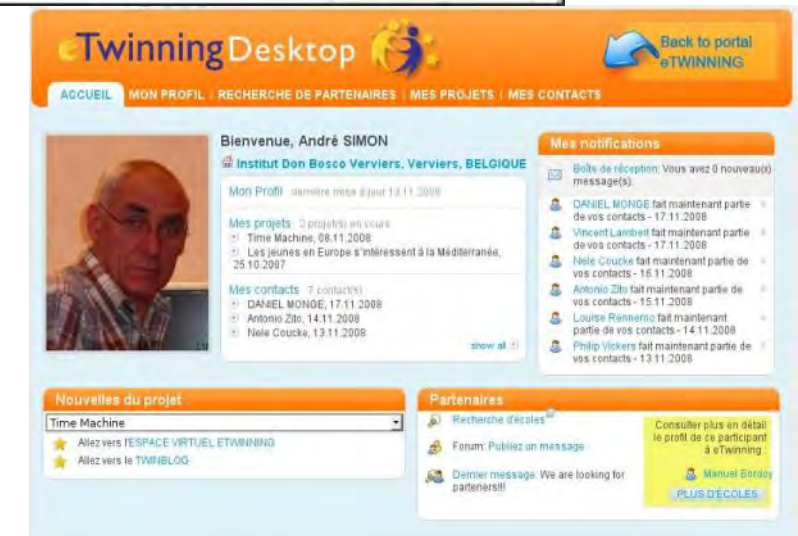 eTwinning Desktop
Back to portal
eTWINNING
ACCUEIL | MON PROFIL | RECHERCHE DE PARTENAIRES | MES PROJETS | MES CONTACTS
Bienvenue, André SIMON
Institut Don Bosco Verviers, Verviers, BELGIQUE
Mon Profil dernière mise à jour 13.11.2008
Mes projets 2 projet(s) en cours
Time Machine, 08.11.2008
Les jeunes en Europe s'intéressent à la Méditerranée,
25.10.2007
Mes contacts 7 contact(s)
DANIEL MONGE, 17.11.2008
Antonio Zito, 14.11.2008
Nele Coucke, 13.11.2008
show all
Mes notifications
Boîte de réception: Vous avez 0 nouveau(x)
message(s).
DANIEL MONGE fait maintenant partie
de vos contacts - 17.11.2008
Vincent Lambert fait maintenant partie
de vos contacts - 17.11.2008
Nele Coucke fait maintenant partie de
vos contacts - 16.11.2008
Antonio Zito fait maintenant partie de
vos contacts - 15.11.2008
Louise Rennemo fait maintenant
partie de vos contacts - 14.11.2008
Philip Vickers fait maintenant partie de
vos contacts - 13.11.2008
Nouvelles du projet
Time Machine
Allez vers l'ESPACE VIRTUEL ETWINNING
Allez vers le TWINBLOG
Partenaires
Recherche d'écoles
Forum: Publiez un message
Dernier message: We are looking for
parteners!!!
Consulter plus en détail
le profil de ce participant
à eTwinning :
Manuel Bordoy
PLUS D'ÉCOLES